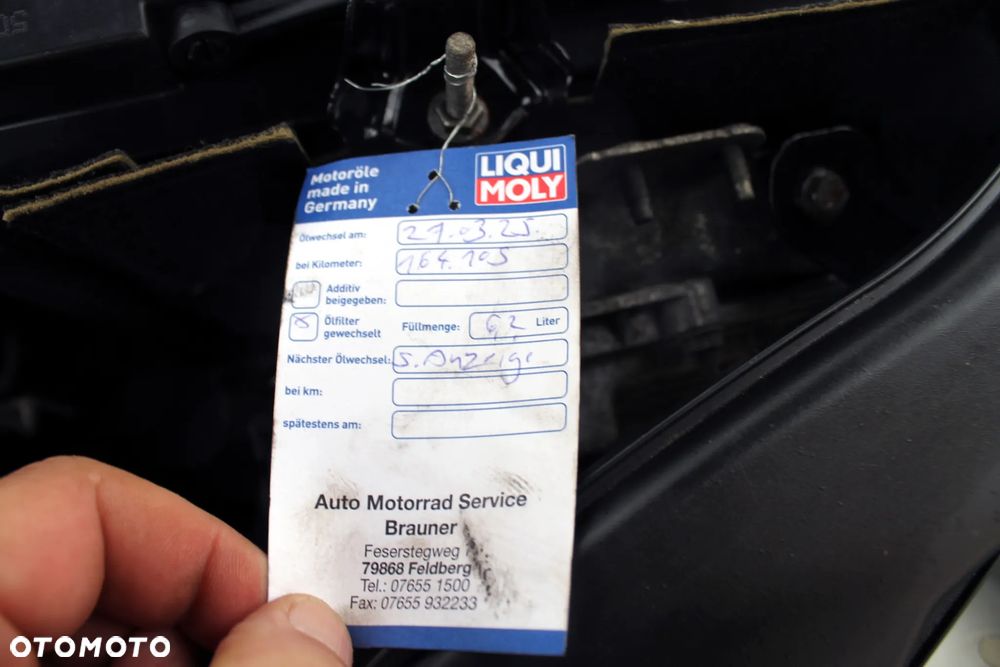 Motoröle
made in
Germany
LIQUI
MOLY
Ölwechsel am: 27.03.25.
bei Kilometer: 164.105
Additiv
beigegeben:
Ölfilter
gewechselt
Füllmenge: 6,2 Liter
Nächster Ölwechsel: s. Anzeige
bei km:
spätestens am:
Auto Motorrad Service
Brauner
Feserstegweg
79868 Feldberg
Tel.: 07655 1500
Fax: 07655 932233
OTOMOTO